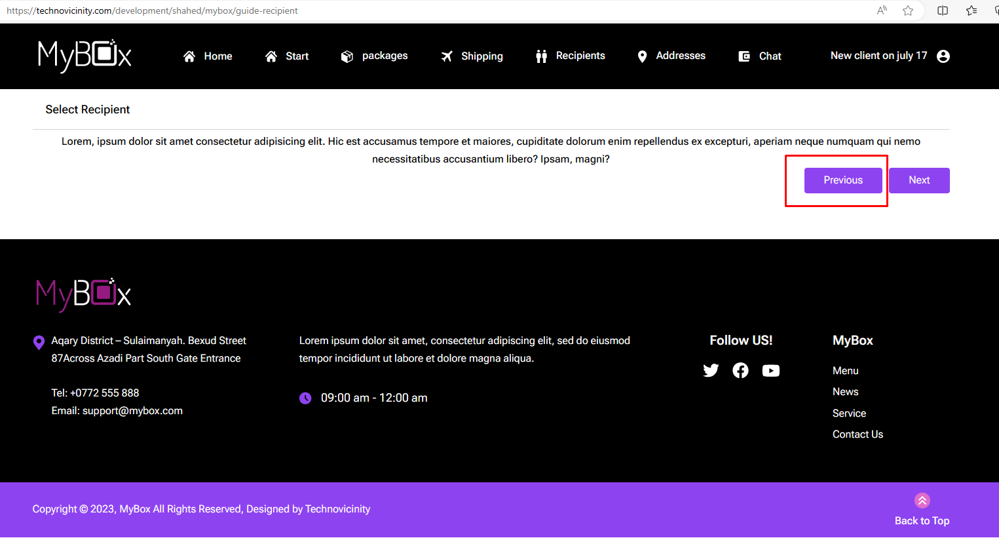 https://technovicinity.com/development/shahed/mybox/guide-recipient
MyBox
Home
Start
packages
Shipping
Recipients
Addresses
Chat
New client on july 17
Select Recipient
Lorem, ipsum dolor sit amet consectetur adipisicing elit. Hic est accusamus tempore et maiores, cupiditate dolorum enim repellendus ex excepturi, aperiam neque numquam qui nemo
necessitatibus accusantium libero? Ipsam, magni?
Previous
Next
MyBox
Aqary District – Sulaimanyah. Bexud Street
87Across Azadi Part South Gate Entrance
Tel: +0772 555 888
Email: support@mybox.com
Lorem ipsum dolor sit amet, consectetur adipiscing elit, sed do eiusmod
tempor incididunt ut labore et dolore magna aliqua.
09:00 am - 12:00 am
Follow US!
MyBox
Menu
News
Service
Contact Us
Copyright © 2023, MyBox All Rights Reserved, Designed by Technovicinity
Back to Top